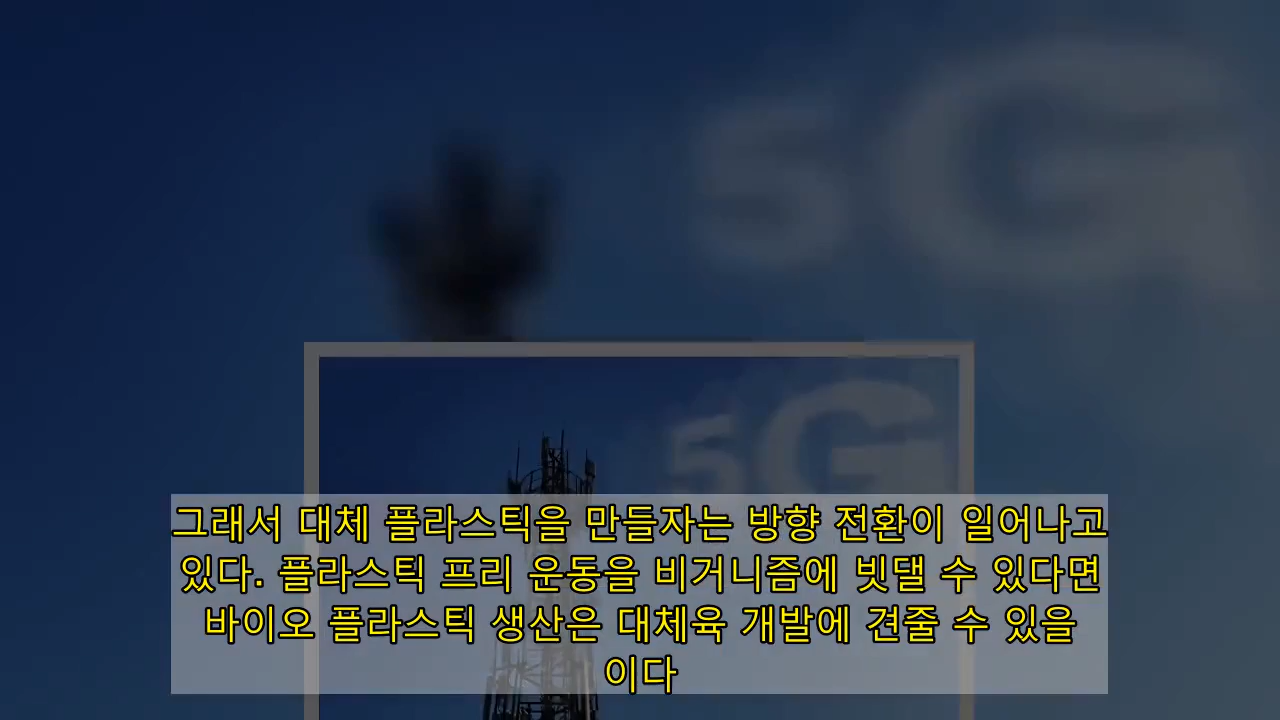 5G
5G
그래서 대체 플라스틱을 만들자는 방향 전환이 일어나고
있다. 플라스틱 프리 운동을 비거니즘에 빗댈 수 있다면
바이오 플라스틱 생산은 대체육 개발에 견줄 수 있을
이다